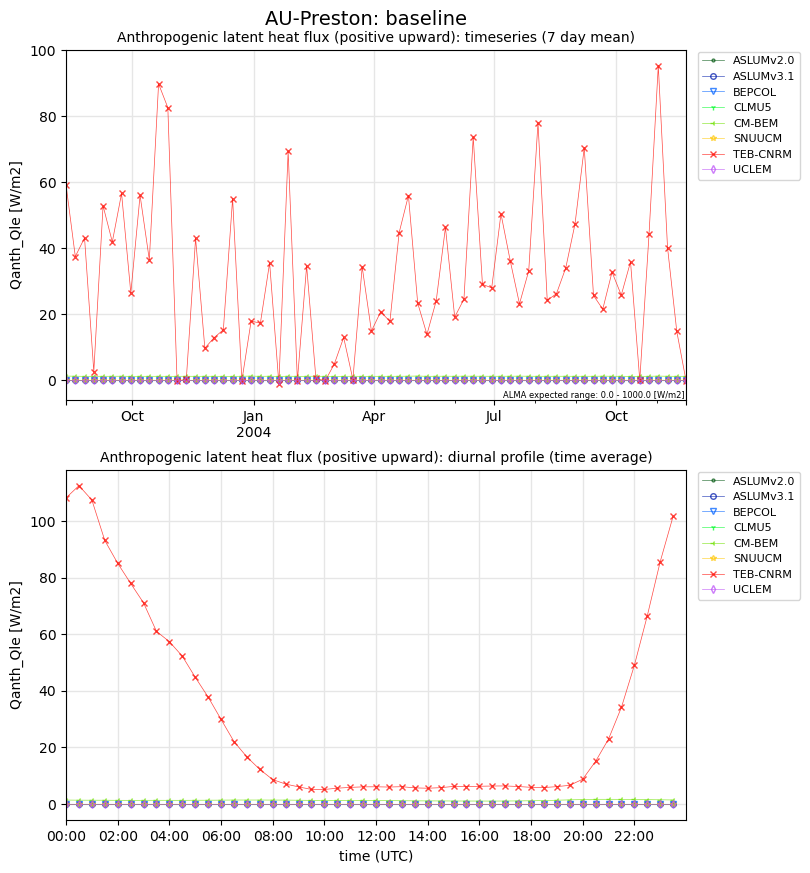 AU-Preston: baseline
Anthropogenic latent heat flux (positive upward): timeseries (7 day mean)
100
80
60
40
20
0
Qanth_Qle [W/m2]
Oct
Jan
2004
Apr
Jul
Oct
ALMA expected range: 0.0 - 1000.0 [W/m2]
ASLUMv2.0
ASLUMv3.1
BEPCOL
CLMU5
CM-BEM
SNUUCM
TEB-CNRM
UCLEM
Anthropogenic latent heat flux (positive upward): diurnal profile (time average)
100
80
60
40
20
0
Qanth_Qle [W/m2]
00:00
02:00
04:00
06:00
08:00
10:00
12:00
14:00
16:00
18:00
20:00
22:00
time (UTC)
ASLUMv2.0
ASLUMv3.1
BEPCOL
CLMU5
CM-BEM
SNUUCM
TEB-CNRM
UCLEM